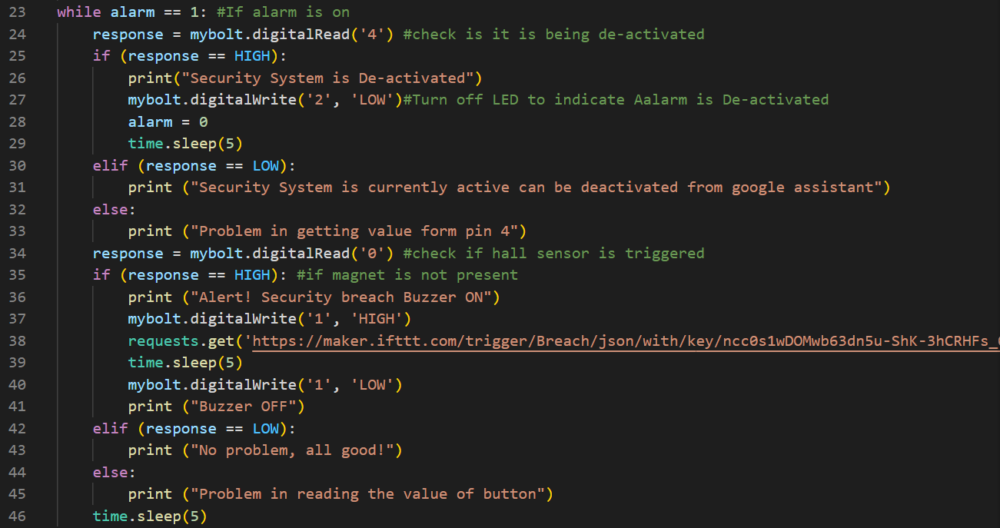 23 while alarm == 1: #If alarm is on
24     response = mybolt.digitalRead('4') #check is it is being de-activated
25     if (response == HIGH):
26         print("Security System is De-activated")
27         mybolt.digitalWrite('2', 'LOW')#Turn off LED to indicate Aalarm is De-activated
28         alarm = 0
29         time.sleep(5)
30     elif (response == LOW):
31         print ("Security System is currently active can be deactivated from google assistant")
32     else:
33         print ("Problem in getting value form pin 4")
34     response = mybolt.digitalRead('0') #check if hall sensor is triggered
35     if (response == HIGH): #if magnet is not present
36         print ("Alert! Security breach Buzzer ON")
37         mybolt.digitalWrite('1', 'HIGH')
38         requests.get('https://maker.ifttt.com/trigger/Breach/json/with/key/ncc0s1wDOMwb63dn5u-ShK-3hCRHFs_
39         time.sleep(5)
40         mybolt.digitalWrite('1', 'LOW')
41         print ("Buzzer OFF")
42     elif (response == LOW):
43         print ("No problem, all good!")
44     else:
45         print ("Problem in reading the value of button")
46     time.sleep(5)